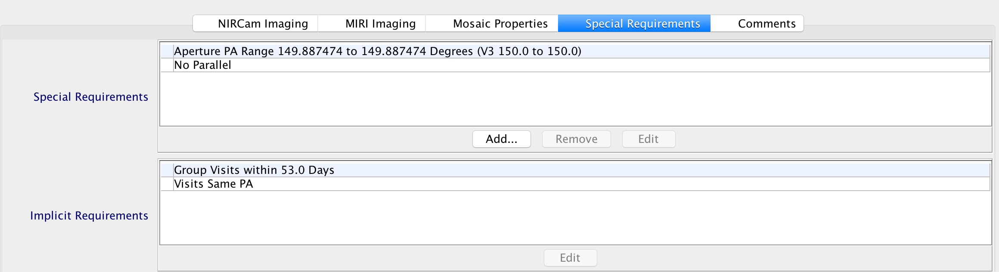 NIRCam Imaging MIRI Imaging Mosaic Properties Special Requirements Comments
Aperture PA Range 149.887474 to 149.887474 Degrees (V3 150.0 to 150.0)
No Parallel
Special Requirements
Add... Remove Edit
Group Visits within 53.0 Days
Visits Same PA
Implicit Requirements
Edit